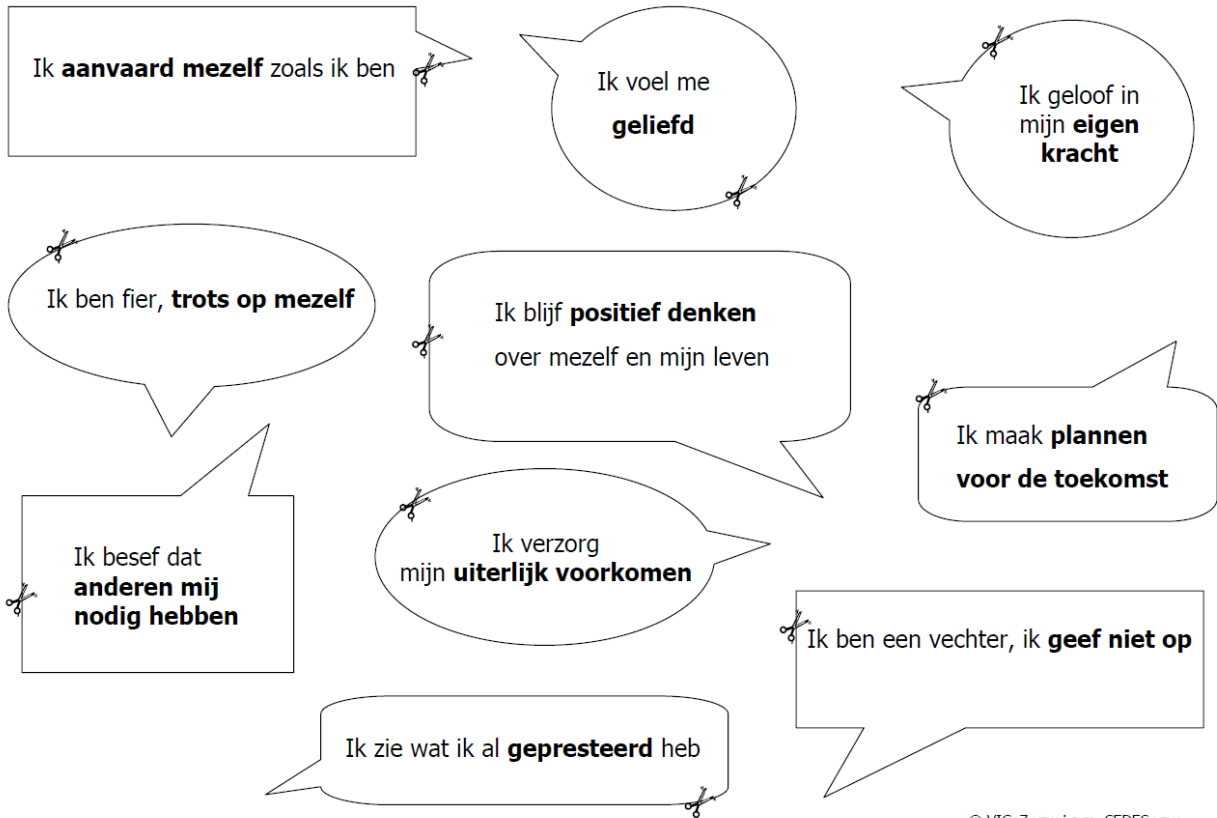 Ik aanvaard mezelf zoals ik ben
Ik voel me
geliefd
Ik geloof in
mijn eigen
kracht
Ik ben fier, trots op mezelf
Ik blijf positief denken
over mezelf en mijn leven
Ik maak plannen
voor de toekomst
Ik besef dat
anderen mij
nodig hebben
Ik verzorg
mijn uiterlijk voorkomen
Ik ben een vechter, ik geef niet op
Ik zie wat ik al gepresteerd heb